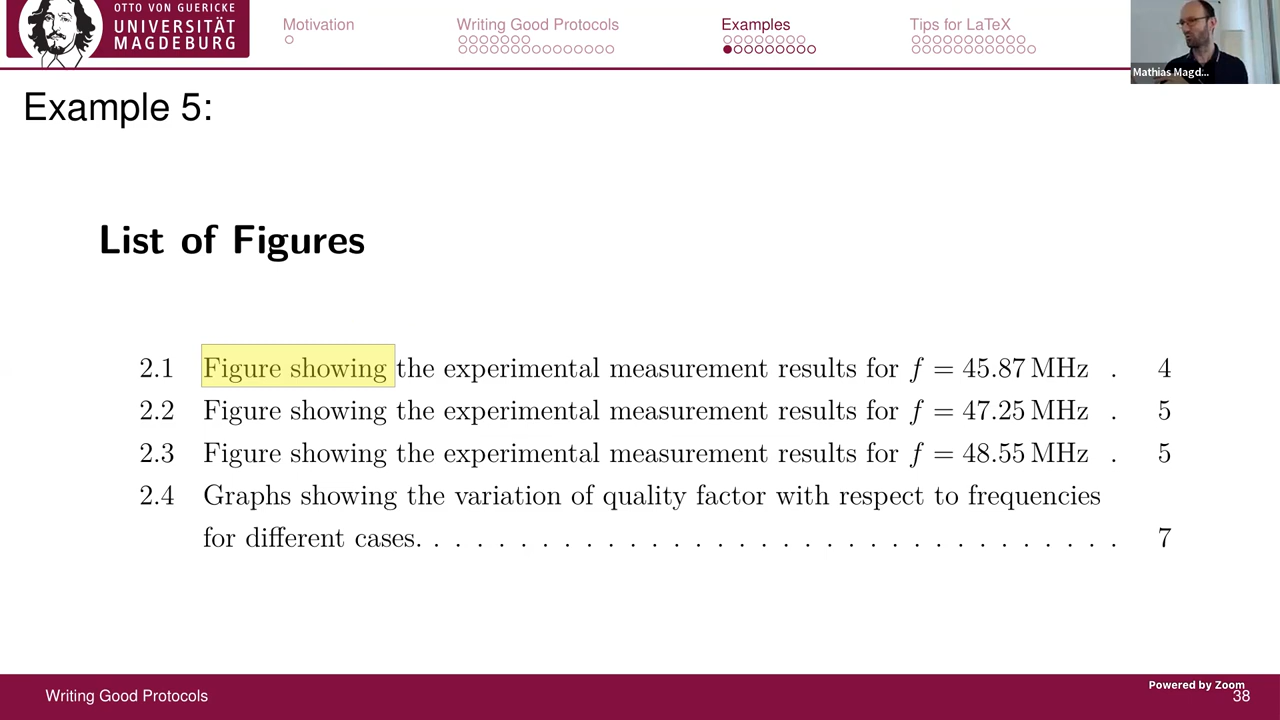 OTTO VON GUERICKE
UNIVERSITÄT
MAGDEBURG
Motivation
Writing Good Protocols
Examples
Tips for LaTeX
Mathias Magd...
Example 5:
List of Figures
2.1 Figure showing the experimental measurement results for f = 45.87 MHz . 4
2.2 Figure showing the experimental measurement results for f = 47.25 MHz . 5
2.3 Figure showing the experimental measurement results for f = 48.55 MHz . 5
2.4 Graphs showing the variation of quality factor with respect to frequencies
for different cases. . . . . . . . . . . . . . . . . . . . . . . . . . . . . . . . . 7
Writing Good Protocols
Powered by Zoom
38